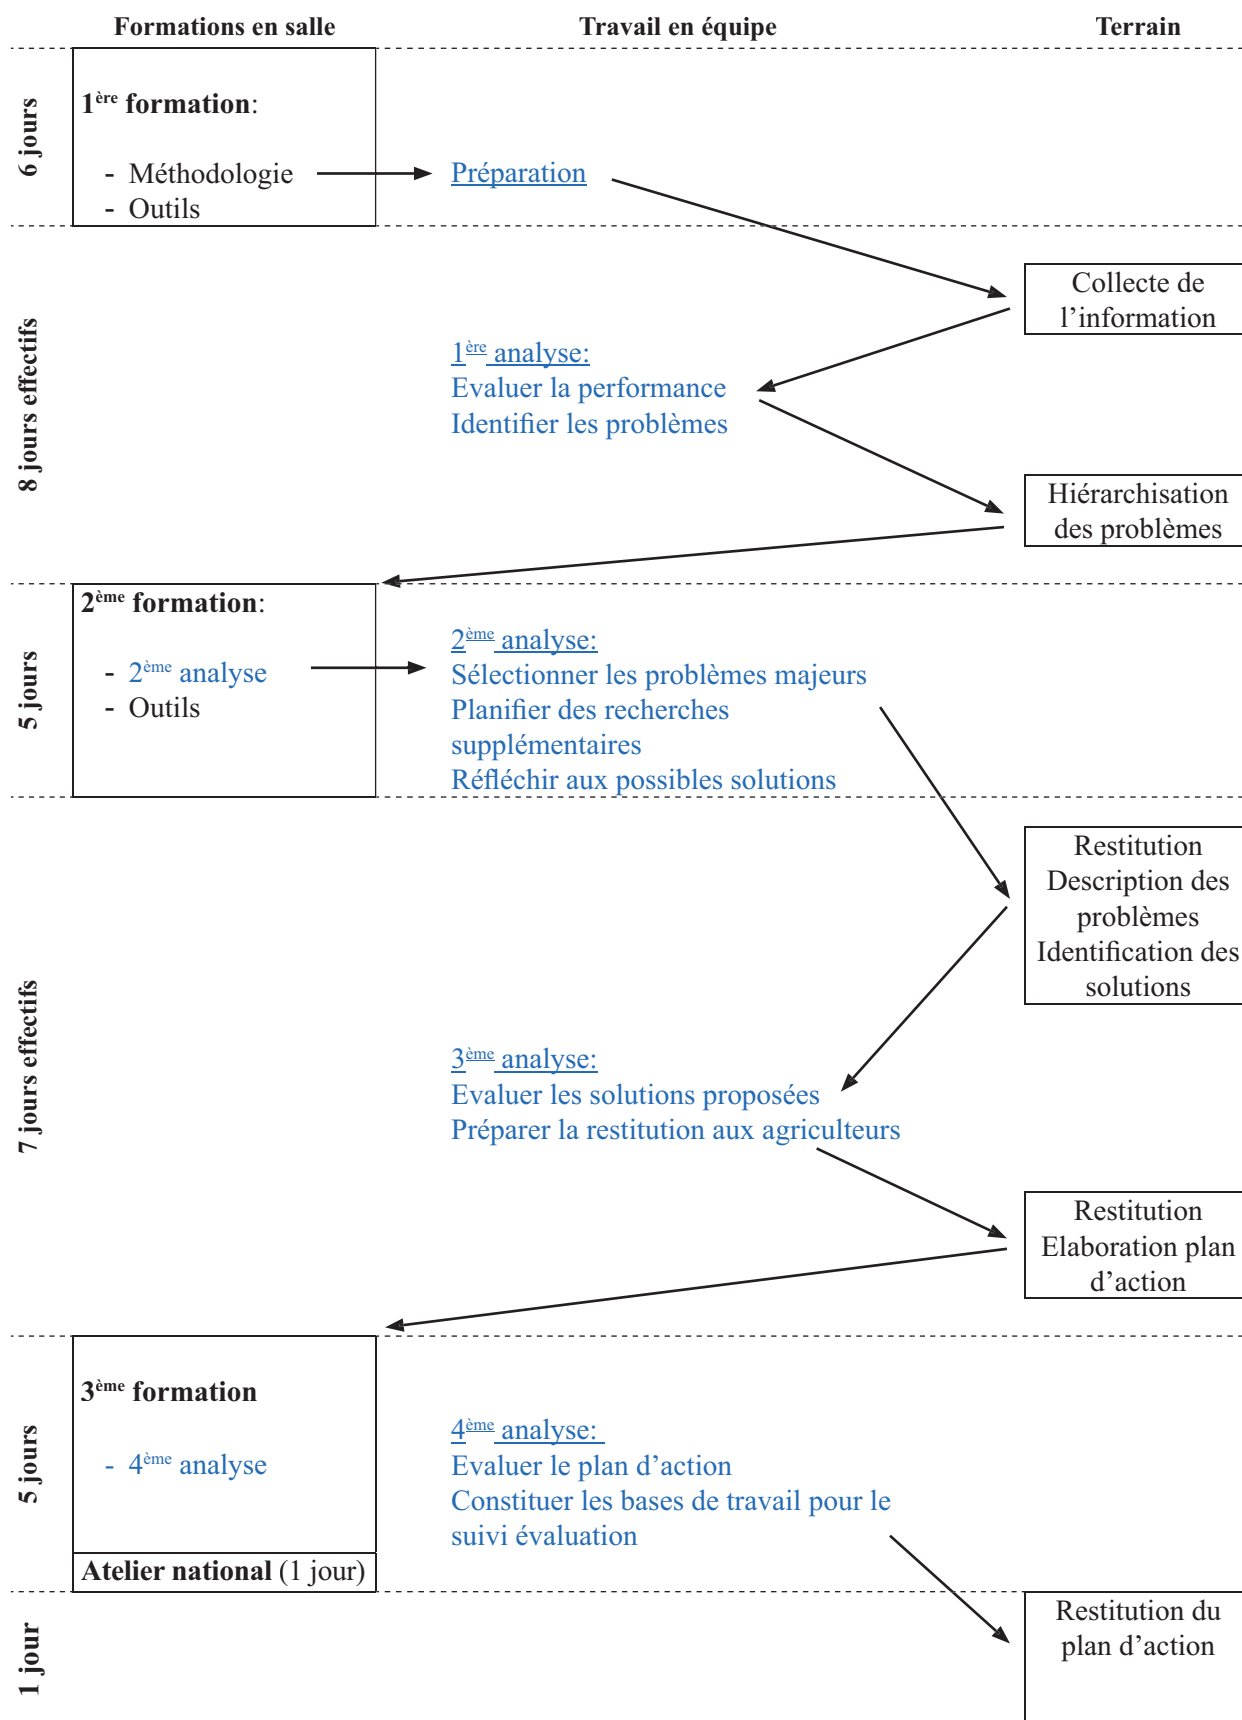 Formations en salle
Travail en équipe
Terrain
6 jours
1ère formation:
- Méthodologie
- Outils
Préparation
8 jours effectifs
Collecte de
l’information
1ère analyse:
Evaluer la performance
Identifier les problèmes
Hiérarchisation
des problèmes
5 jours
2ème formation:
- 2ème analyse
- Outils
2ème analyse:
Sélectionner les problèmes majeurs
Planifier des recherches
supplémentaires
Réfléchir aux possibles solutions
7 jours effectifs
Restitution
Description des
problèmes
Identification des
solutions
3ème analyse:
Evaluer les solutions proposées
Préparer la restitution aux agriculteurs
Restitution
Elaboration plan
d’action
5 jours
3ème formation
- 4ème analyse
4ème analyse:
Evaluer le plan d’action
Constituer les bases de travail pour le
suivi évaluation
Atelier national (1 jour)
1 jour
Restitution du
plan d’action